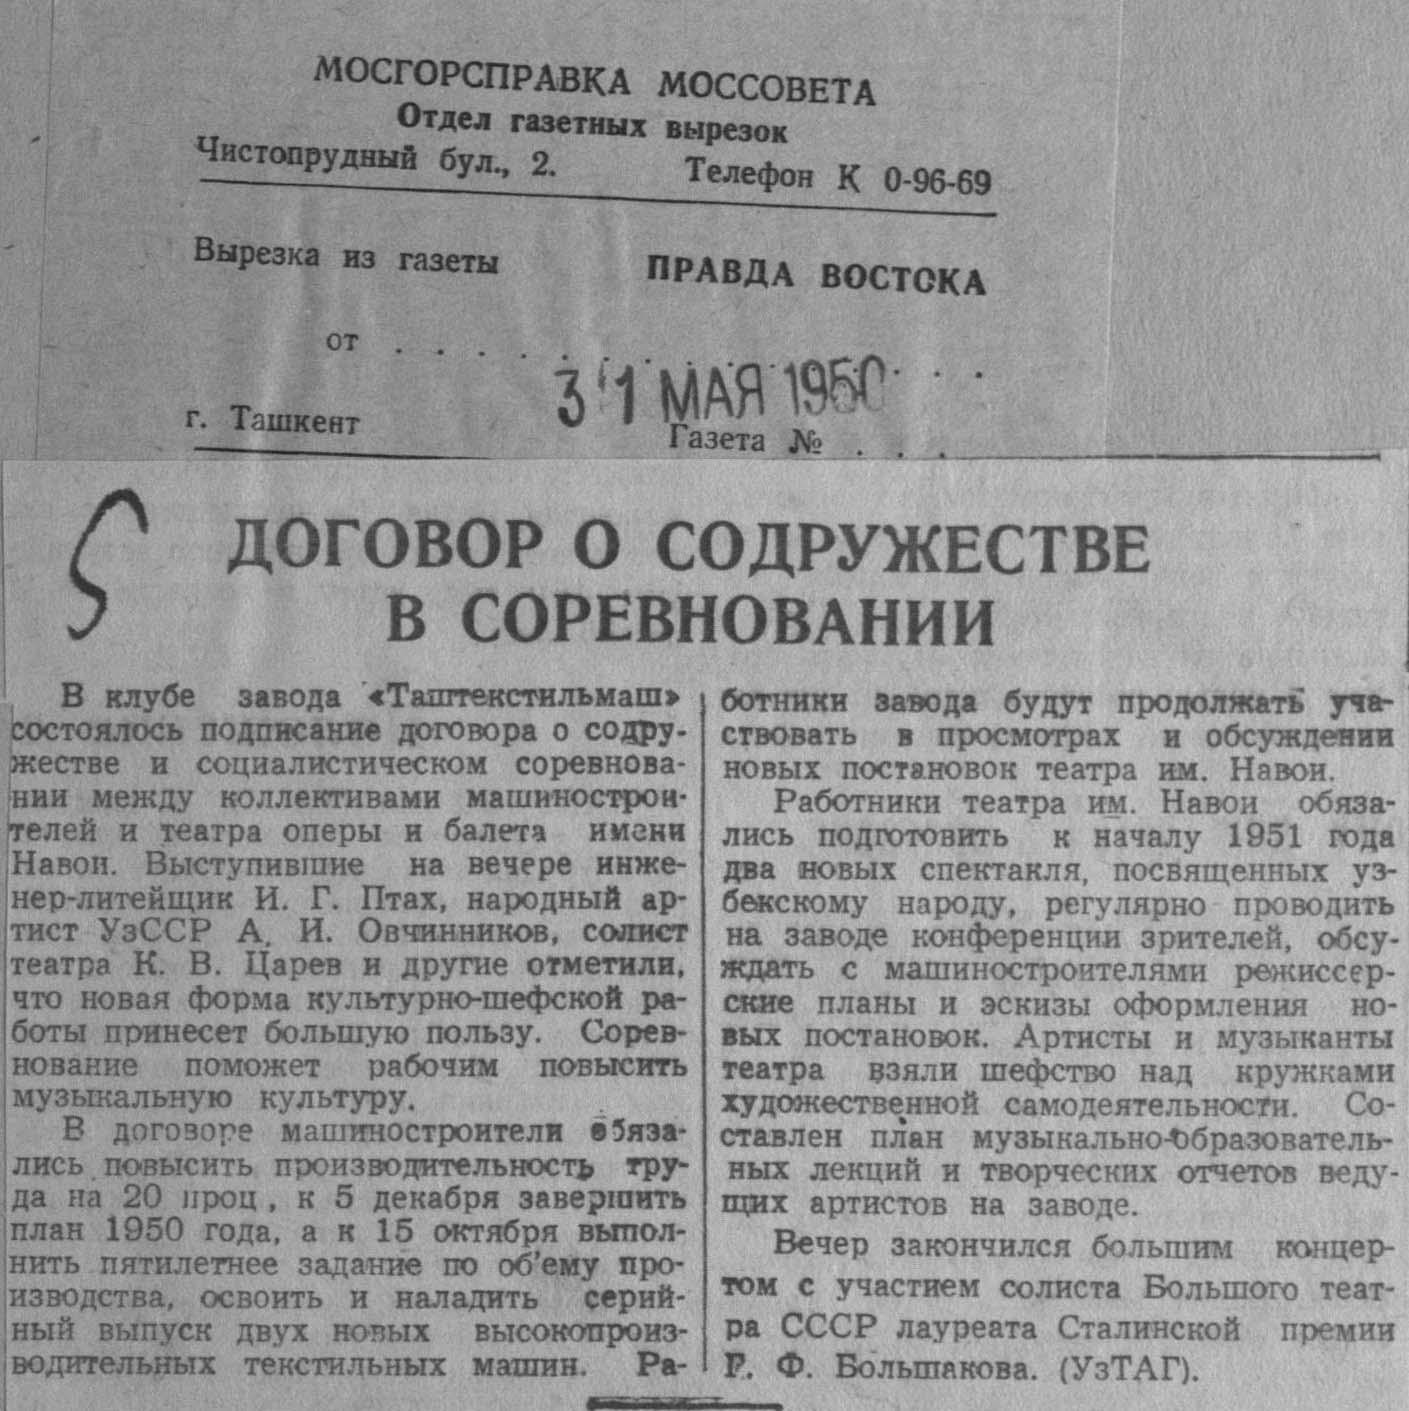 МОСГОРСПРАВКА МОССОВЕТА
Отдел газетных вырезок
Чистопрудный бул., 2. Телефон К 0-96-69
Вырезка из газеты ПРАВДА ВОСТОКА
от . . . . . . . . . . . . . .
31 МАЯ 1950
г. Ташкент Газета № . . .
ДОГОВОР О СОДРУЖЕСТВЕ
В СОРЕВНОВАНИИ
В клубе завода «Таштекстильмаш»
состоялось подписание договора о содру-
жестве и социалистическом соревнова-
нии между коллективами машинострои-
телей и театра оперы и балета имени
Навои. Выступившие на вечере инже-
нер-литейщик И. Г. Птах, народный ар-
тист УзССР А. И. Овчинников, солист
театра К. В. Царев и другие отметили,
что новая форма культурно-шефской ра-
боты принесет большую пользу. Сорев-
нование поможет рабочим повысить
музыкальную культуру.
В договоре машиностроители обяза-
лись повысить производительность тру-
да на 20 проц., к 5 декабря завершить
план 1950 года, а к 15 октября выпол-
нить пятилетнее задание по об'ему про-
изводства, освоить и наладить серий-
ный выпуск двух новых высокопроиз-
водительных текстильных машин. Ра-
ботники завода будут продолжать уча-
ствовать в просмотрах и обсуждении
новых постановок театра им. Навои.
Работники театра им. Навои обяза-
лись подготовить к началу 1951 года
два новых спектакля, посвященных уз-
бекскому народу, регулярно проводить
на заводе конференции зрителей, обсу-
ждать с машиностроителями режиссер-
ские планы и эскизы оформления но-
вых постановок. Артисты и музыканты
театра взяли шефство над кружками
художественной самодеятельности. Со-
ставлен план музыкально-образователь-
ных лекций и творческих отчетов веду-
щих артистов на заводе.
Вечер закончился большим концер-
том с участием солиста Большого теат-
ра СССР лауреата Сталинской премии
Г. Ф. Большакова. (УзТАГ).